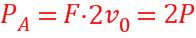 P_A = F·2v_0 = 2P